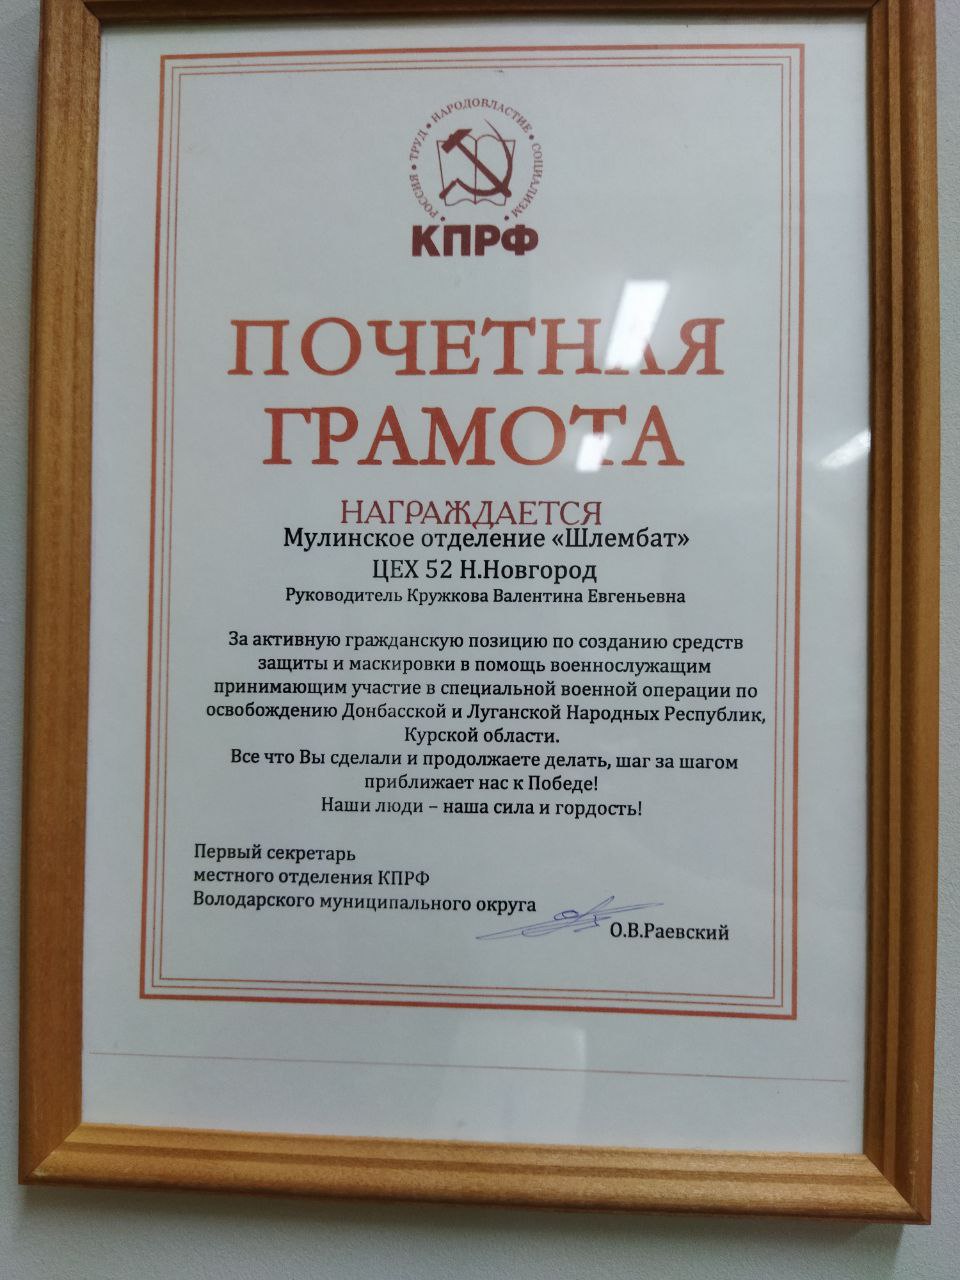 РОССИЯ • ТРУД • НАРОДОВЛАСТИЕ • СОЦИАЛИЗМ •
КПРФ
ПОЧЕТНАЯ
ГРАМОТА
НАГРАЖДАЕТСЯ
Мулинское отделение «Шлембат»
ЦЕХ 52 Н.Новгород
Руководитель Кружкова Валентина Евгеньевна
За активную гражданскую позицию по созданию средств
защиты и маскировки в помощь военнослужащим
принимающим участие в специальной военной операции по
освобождению Донбасской и Луганской Народных Республик,
Курской области.
Все что Вы сделали и продолжаете делать, шаг за шагом
приближает нас к Победе!
Наши люди – наша сила и гордость!
Первый секретарь
местного отделения КПРФ
Володарского муниципального округа
О.В.Раевский